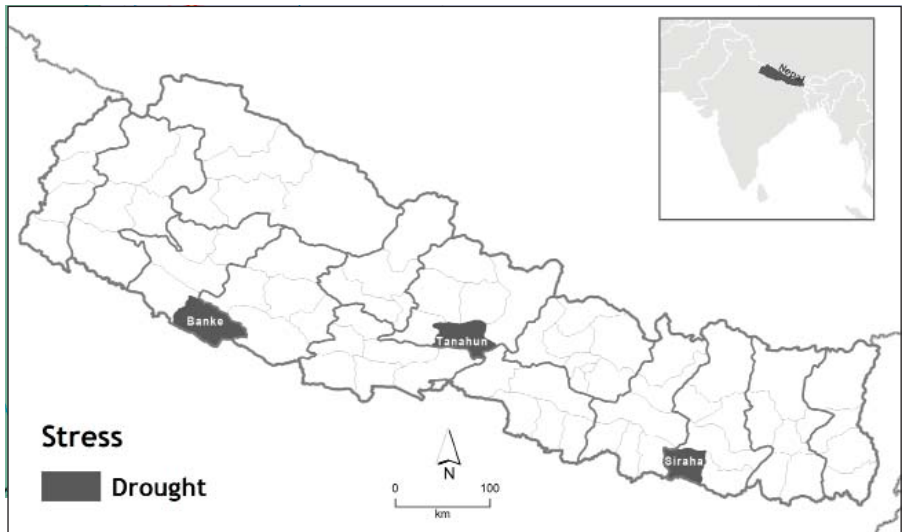 Nepal
Banke
Tanahun
Siraha
Stress
Drought
N
0 100
km